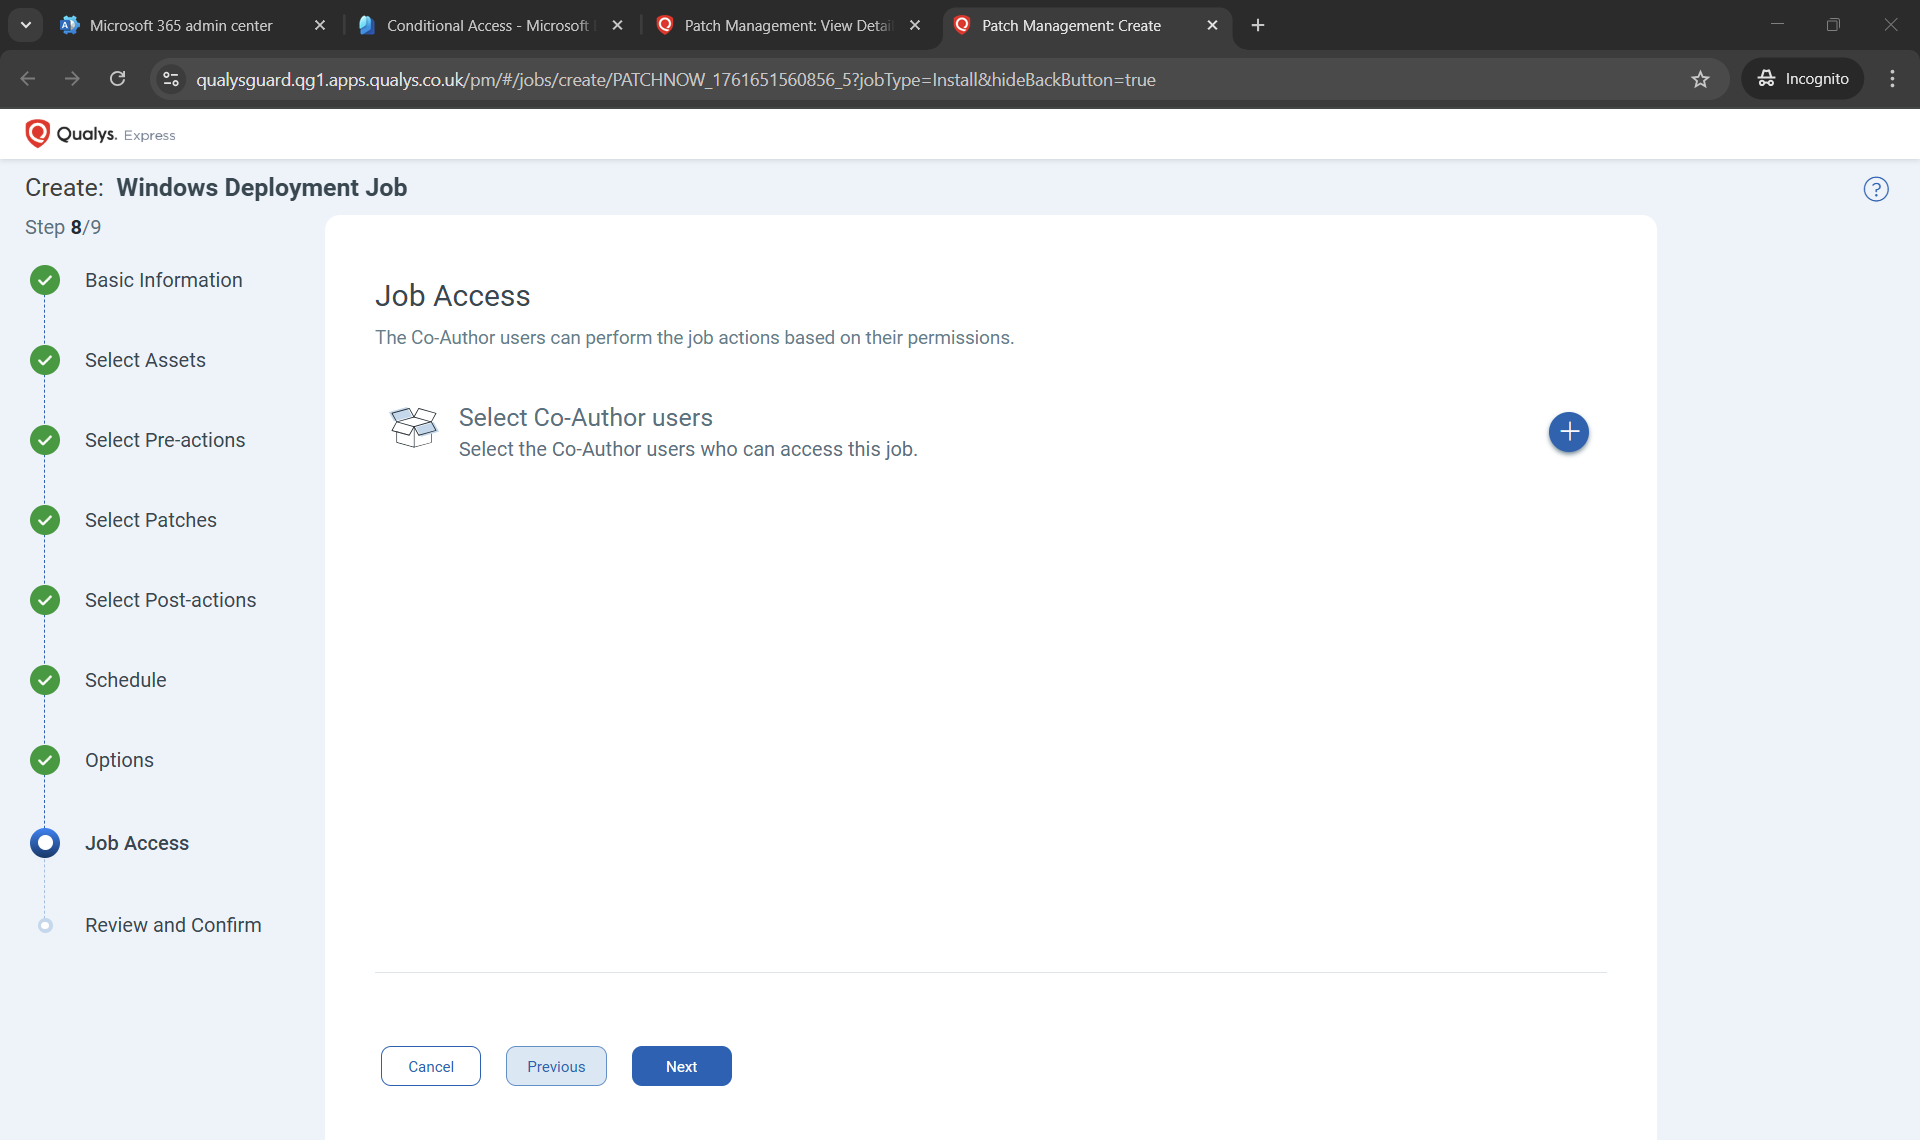 Microsoft 365 admin center
Conditional Access - Microsoft
Patch Management: View Detai
Patch Management: Create
qualysguard.qg1.apps.qualys.co.uk/pm/#/jobs/create/PATCHNOW_1761651560856_5?jobType=Install&hideBackButton=true
Incognito
Qualys. Express
Create: Windows Deployment Job
?
Step 8/9
Basic Information
Select Assets
Select Pre-actions
Select Patches
Select Post-actions
Schedule
Options
Job Access
Review and Confirm
Job Access
The Co-Author users can perform the job actions based on their permissions.
Select Co-Author users
Select the Co-Author users who can access this job.
Cancel
Previous
Next